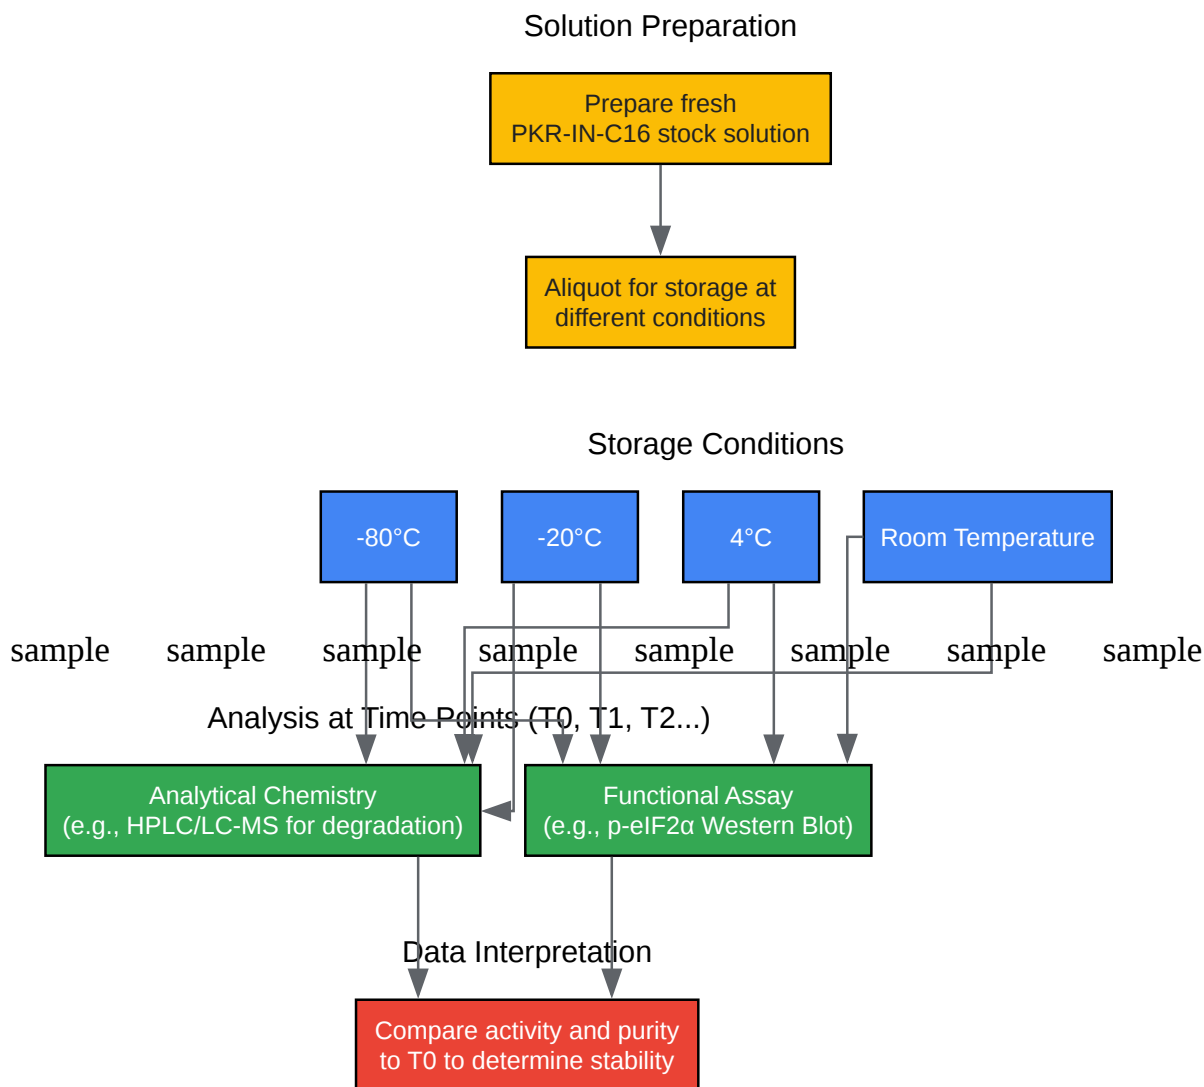 Solution Preparation
Prepare fresh
PKR-IN-C16 stock solution
Aliquot for storage at
different conditions
Storage Conditions
-80°C
-20°C
4°C
Room Temperature
sample sample sample sample sample sample sample sample
Analysis at Time Points (T0, T1, T2...)
Analytical Chemistry
(e.g., HPLC/LC-MS for degradation)
Functional Assay
(e.g., p-eIF2α Western Blot)
Data Interpretation
Compare activity and purity
to T0 to determine stability